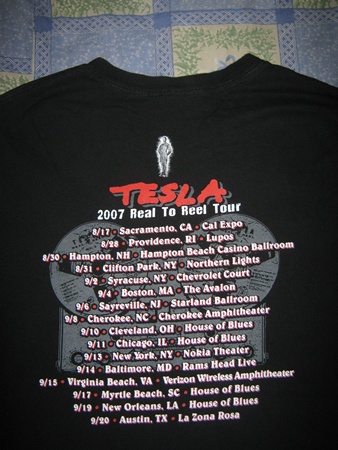 TESLA
2007 Real To Reel Tour
8/17 • Sacramento, CA • Cal Expo
8/28 • Providence, RI • Lupos
8/30 • Hampton, NH • Hampton Beach Casino Ballroom
8/31 • Clifton Park, NY • Northern Lights
9/2 • Syracuse, NY • Chevrolet Court
9/4 • Boston, MA • The Avalon
9/6 • Sayreville, NJ • Starland Ballroom
9/8 • Cherokee, NC • Cherokee Amphitheater
9/10 • Cleveland, OH • House of Blues
9/11 • Chicago, IL • House of Blues
9/13 • New York, NY • Nokia Theater
9/14 • Baltimore, MD • Rams Head Live
9/15 • Virginia Beach, VA • Verizon Wireless Amphitheater
9/17 • Myrtle Beach, SC • House of Blues
9/19 • New Orleans, LA • House of Blues
9/20 • Austin, TX • La Zona Rosa